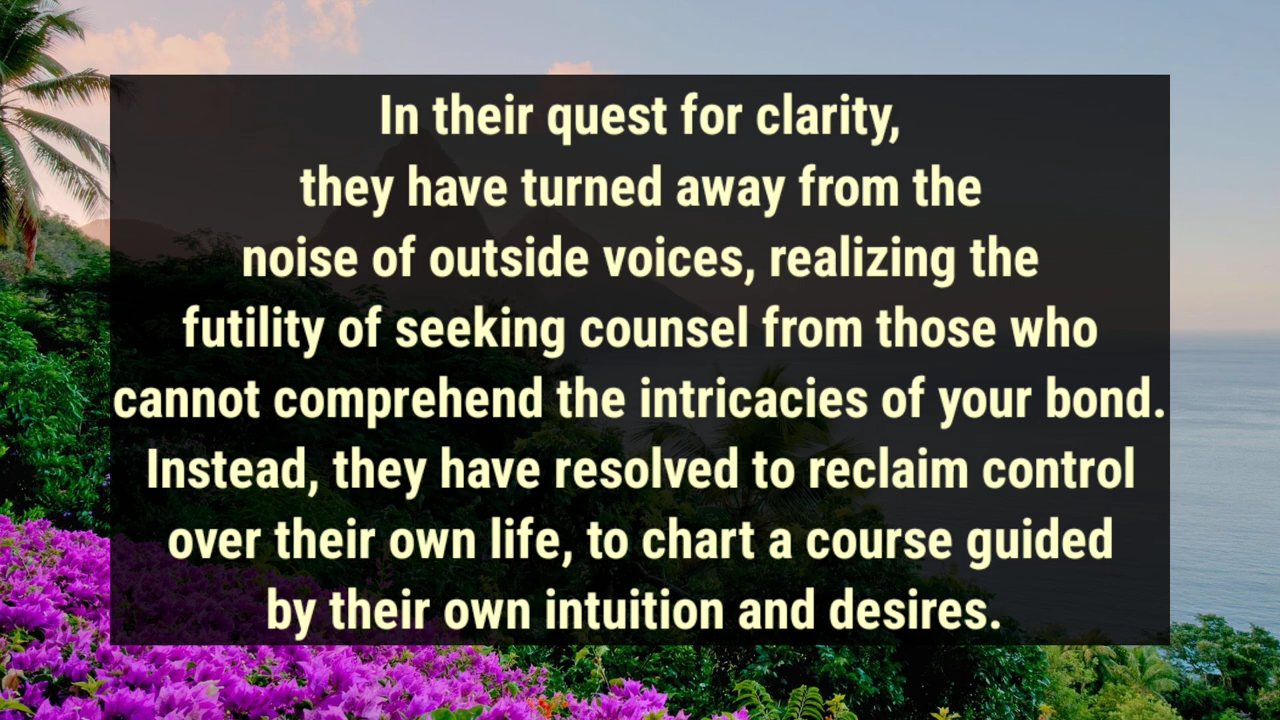 In their quest for clarity,
they have turned away from the
noise of outside voices, realizing the
futility of seeking counsel from those who
cannot comprehend the intricacies of your bond.
Instead, they have resolved to reclaim control
over their own life, to chart a course guided
by their own intuition and desires.